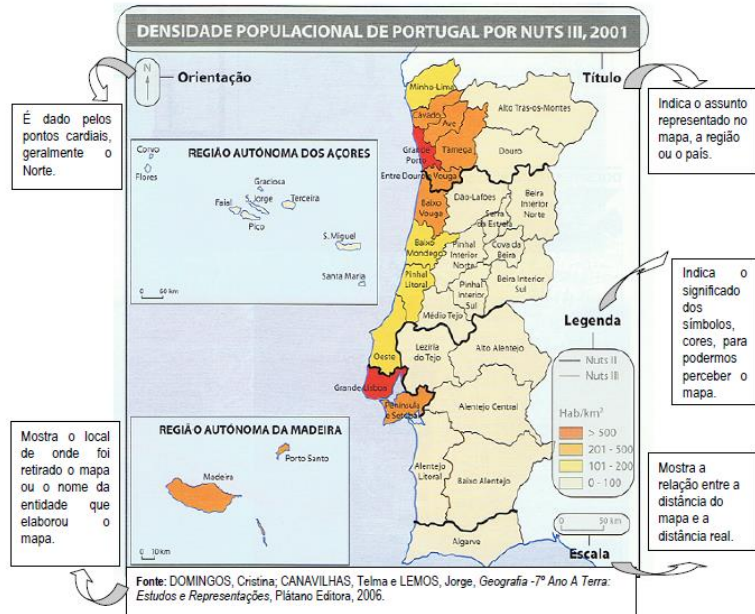 DENSIDADE POPULACIONAL DE PORTUGAL POR NUTS III, 2001
N
Orientação
Título
É dado pelos
pontos cardiais,
geralmente o
Norte.
Indica o assunto
representado no
mapa, a região
ou o país.
REGIÃO AUTÓNOMA DOS AÇORES
Corvo
Flores
Graciosa
S. Jorge
Terceira
Faial
Pico
S. Miguel
Santa Maria
0 60 km
Minho-Lima
Alto Trás-os-Montes
Cávado
Ave
Grande
Porto
Tâmega
Douro
Entre Douro e Vouga
Baixo
Vouga
Dão-Lafões
Beira
Interior
Norte
Serra
da Estrela
Baixo
Mondego
Pinhal
Interior
Norte
Cova da
Beira
Pinhal
Litoral
Pinhal
Interior
Sul
Beira Interior
Sul
Médio Tejo
Oeste
Lezíria
do Tejo
Alto Alentejo
Grande Lisboa
Península
de Setúbal
Alentejo Central
Alentejo
Litoral
Baixo Alentejo
Algarve
Indica o
significado
dos
símbolos,
cores, para
podermos
perceber o
mapa.
Legenda
Nuts II
Nuts III
Hab/km²
> 500
201 - 500
101 - 200
0 - 100
0 50 km
Escala
Mostra a
relação entre a
distância do
mapa e a
distância real.
Mostra o local
de onde foi
retirado o mapa
ou o nome da
entidade que
elaborou o
mapa.
REGIÃO AUTÓNOMA DA MADEIRA
Madeira
Porto Santo
0 10 km
Fonte: DOMINGOS, Cristina; CANAVILHAS, Telma e LEMOS, Jorge, Geografia -7º Ano A Terra:
Estudos e Representações, Plátano Editora, 2006.